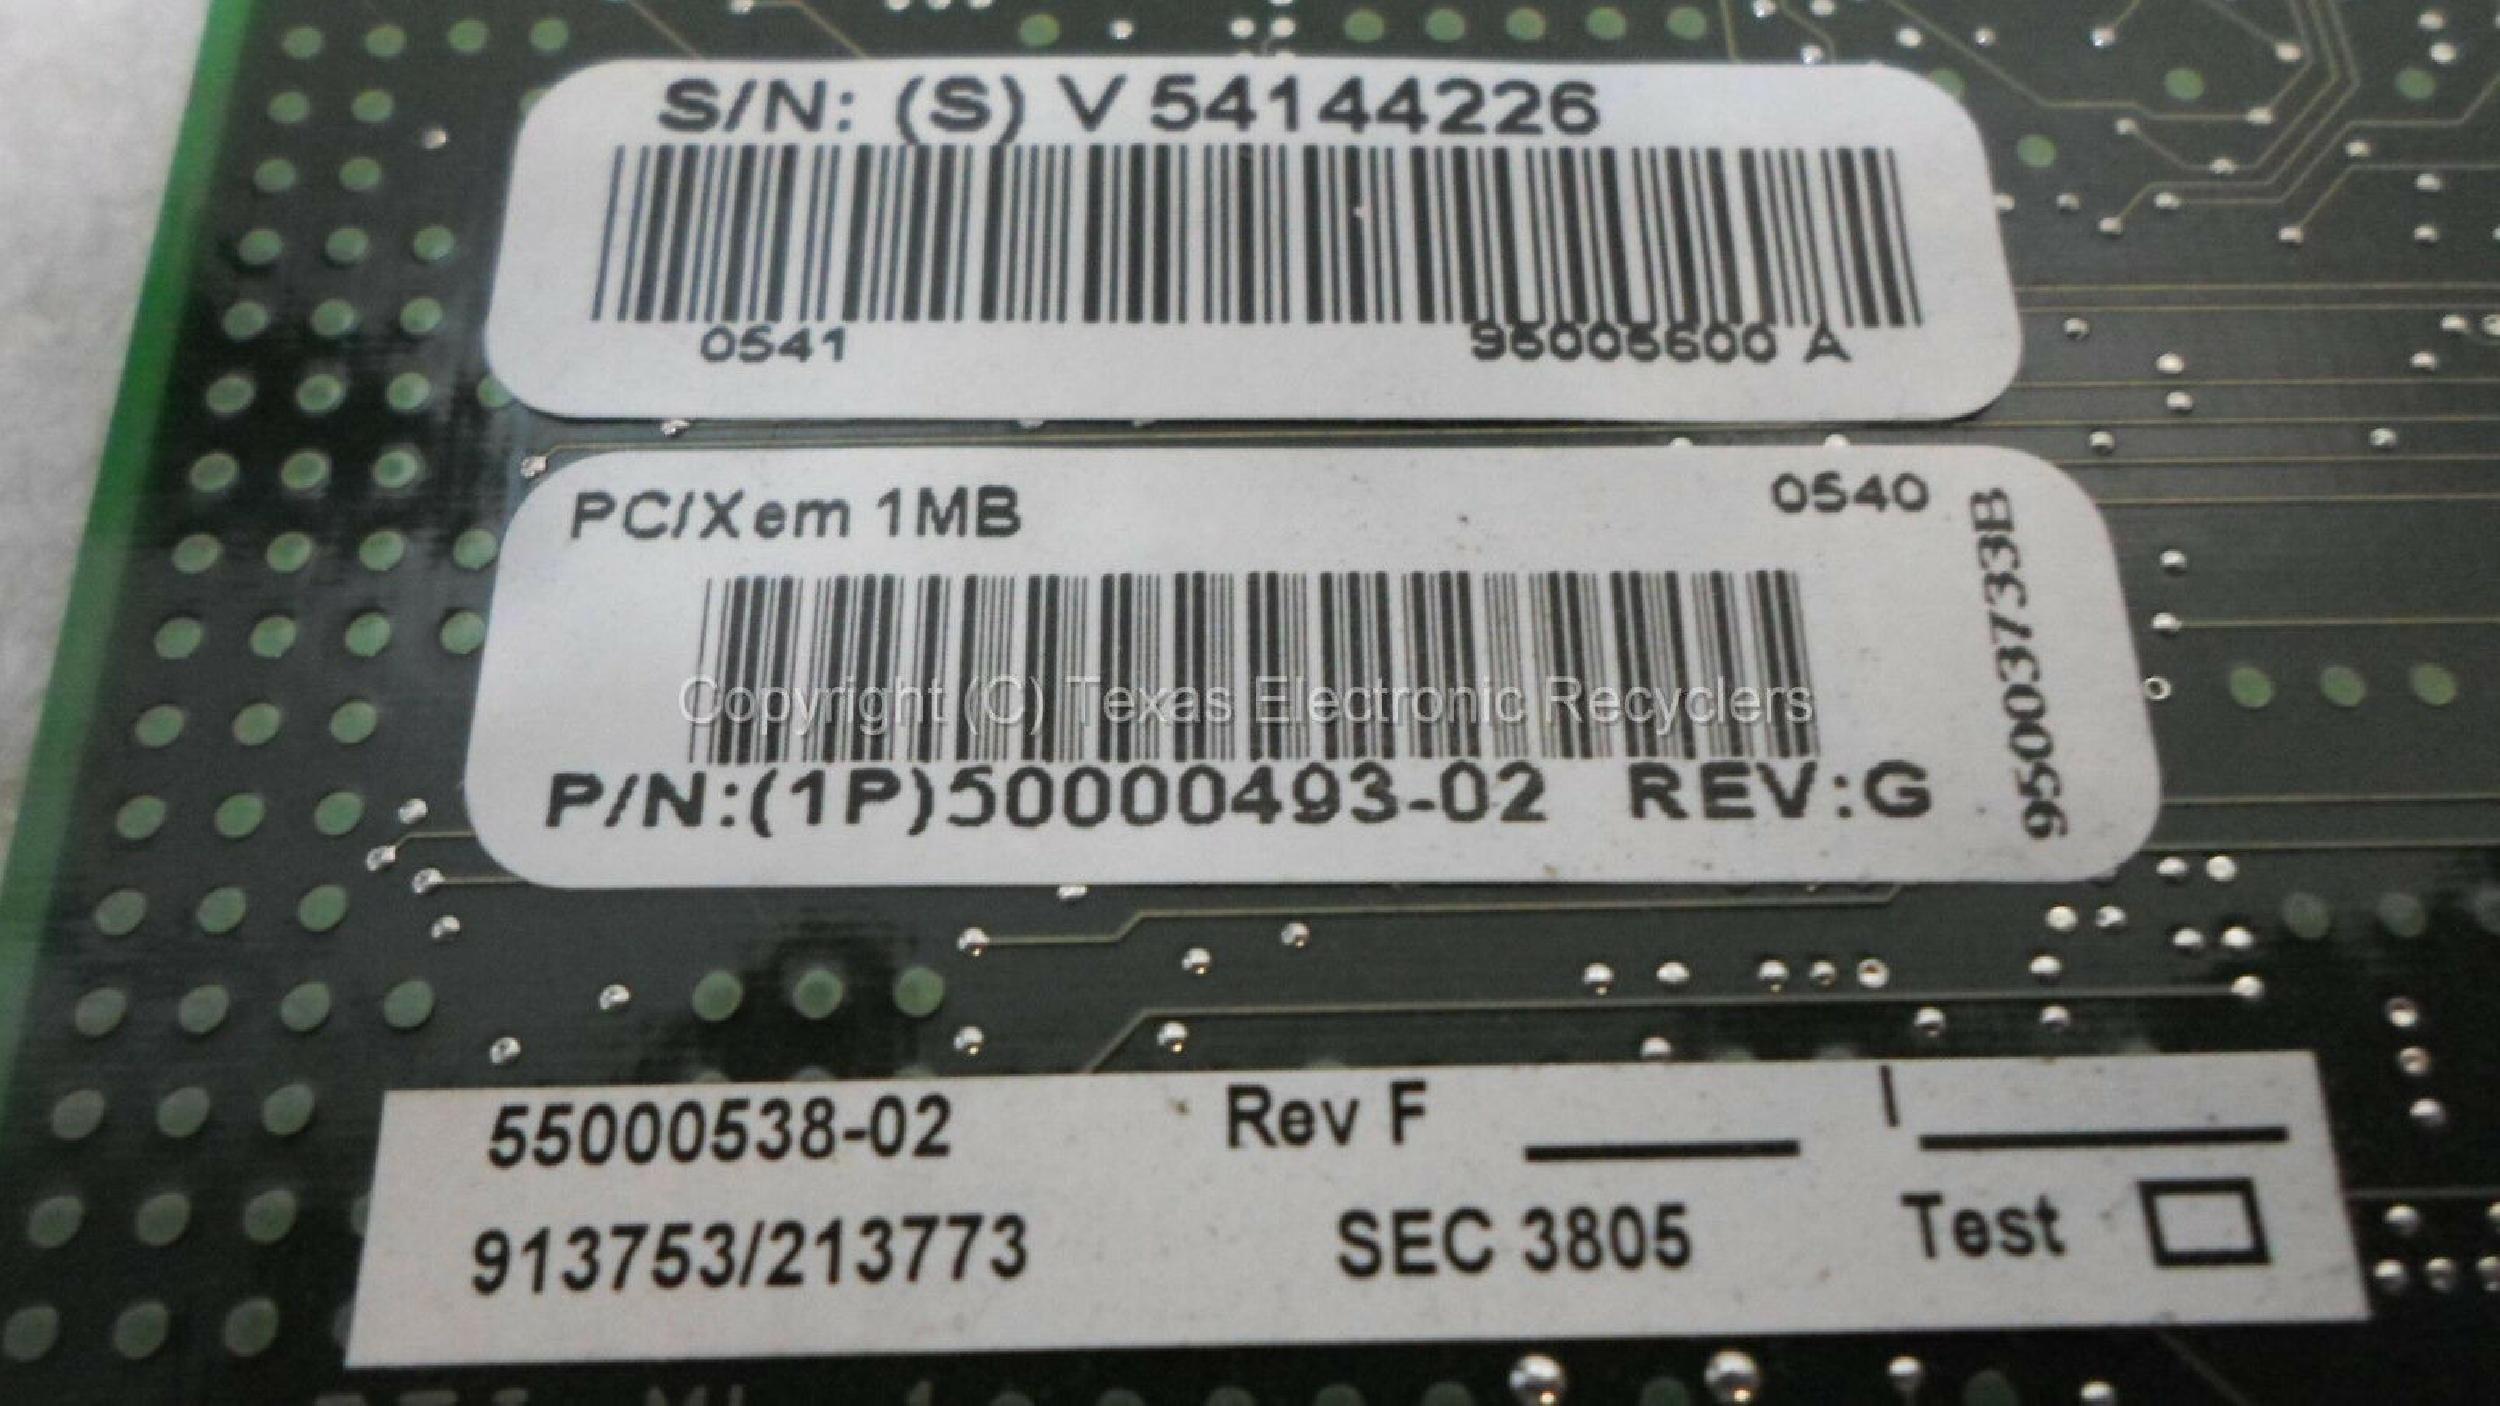 S/N: (S) V 54144226
0541 95005600 A
PC/Xem 1MB 0540
95003733B
Copyright (C) Texas Electronic Recyclers
P/N:(1P)50000493-02 REV:G
55000538-02 Rev F
913753/213773 SEC 3805 Test